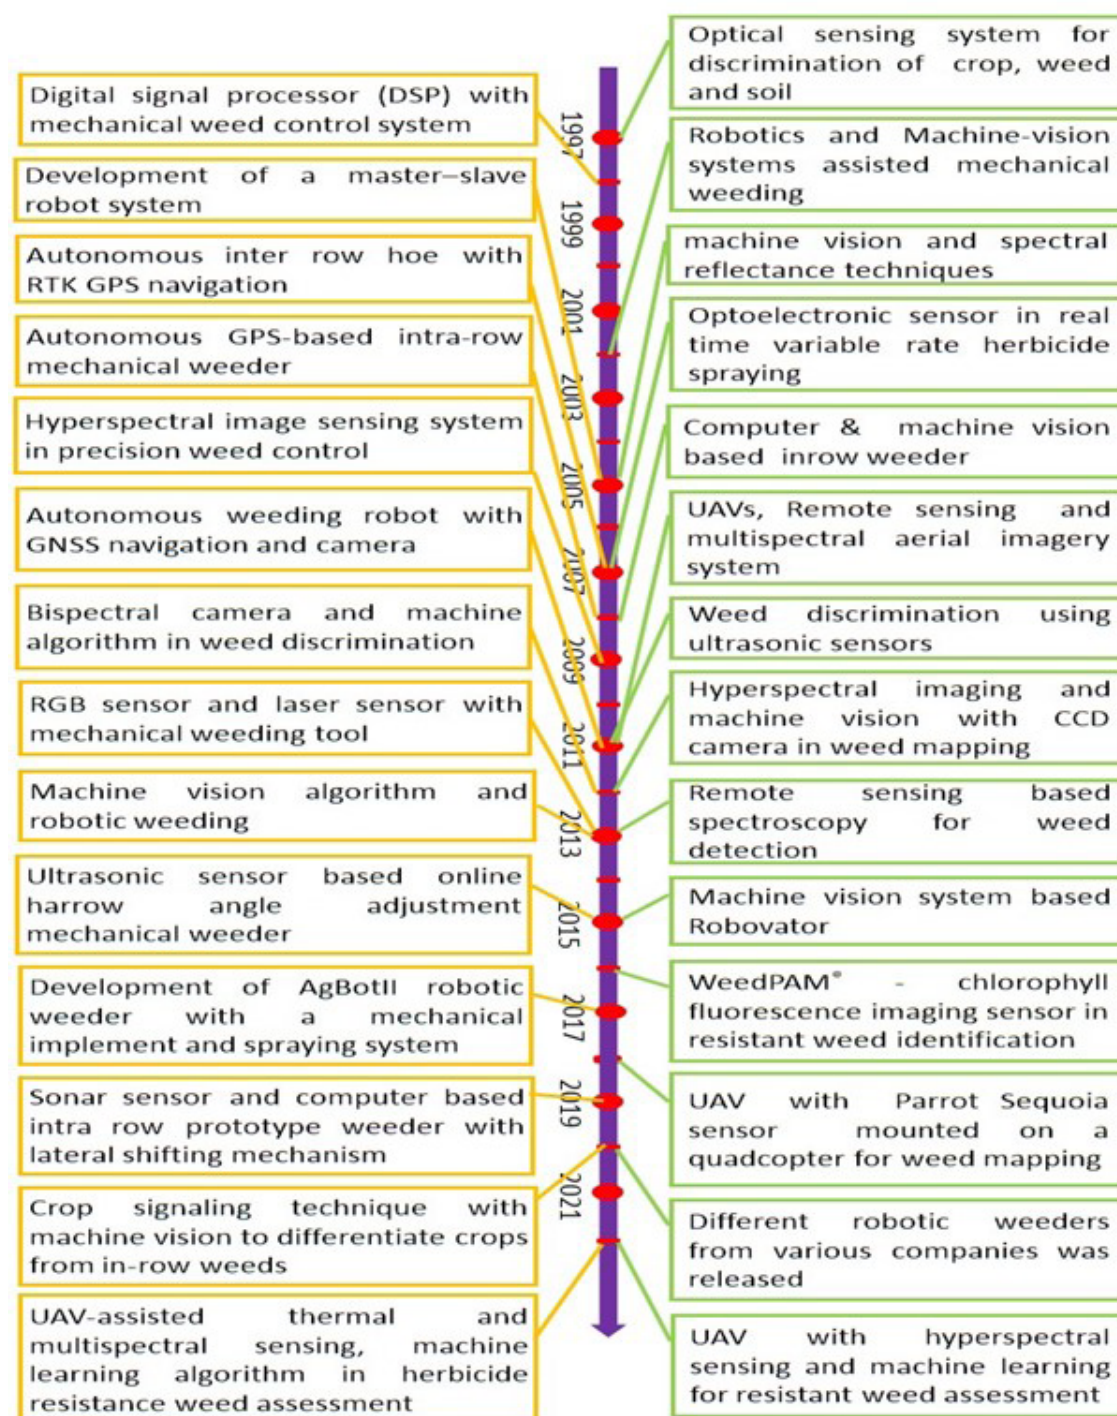 Digital signal processor (DSP) with
mechanical weed control system
Development of a master–slave
robot system
Autonomous inter row hoe with
RTK GPS navigation
Autonomous GPS-based intra-row
mechanical weeder
Hyperspectral image sensing system
in precision weed control
Autonomous weeding robot with
GNSS navigation and camera
Bispectral camera and machine
algorithm in weed discrimination
RGB sensor and laser sensor with
mechanical weeding tool
Machine vision algorithm and
robotic weeding
Ultrasonic sensor based online
harrow angle adjustment
mechanical weeder
Development of AgBotII robotic
weeder with a mechanical
implement and spraying system
Sonar sensor and computer based
intra row prototype weeder with
lateral shifting mechanism
Crop signaling technique with
machine vision to differentiate crops
from in-row weeds
UAV-assisted thermal and
multispectral sensing, machine
learning algorithm in herbicide
resistance weed assessment
1997
1999
2001
2003
2005
2007
2009
2011
2013
2015
2017
2019
2021
Optical sensing system for
discrimination of crop, weed
and soil
Robotics and Machine-vision
systems assisted mechanical
weeding
machine vision and spectral
reflectance techniques
Optoelectronic sensor in real
time variable rate herbicide
spraying
Computer & machine vision
based inrow weeder
UAVs, Remote sensing and
multispectral aerial imagery
system
Weed discrimination using
ultrasonic sensors
Hyperspectral imaging and
machine vision with CCD
camera in weed mapping
Remote sensing based
spectroscopy for weed
detection
Machine vision system based
Robovator
WeedPAM® - chlorophyll
fluorescence imaging sensor in
resistant weed identification
UAV with Parrot Sequoia
sensor mounted on a
quadcopter for weed mapping
Different robotic weeders
from various companies was
released
UAV with hyperspectral
sensing and machine learning
for resistant weed assessment